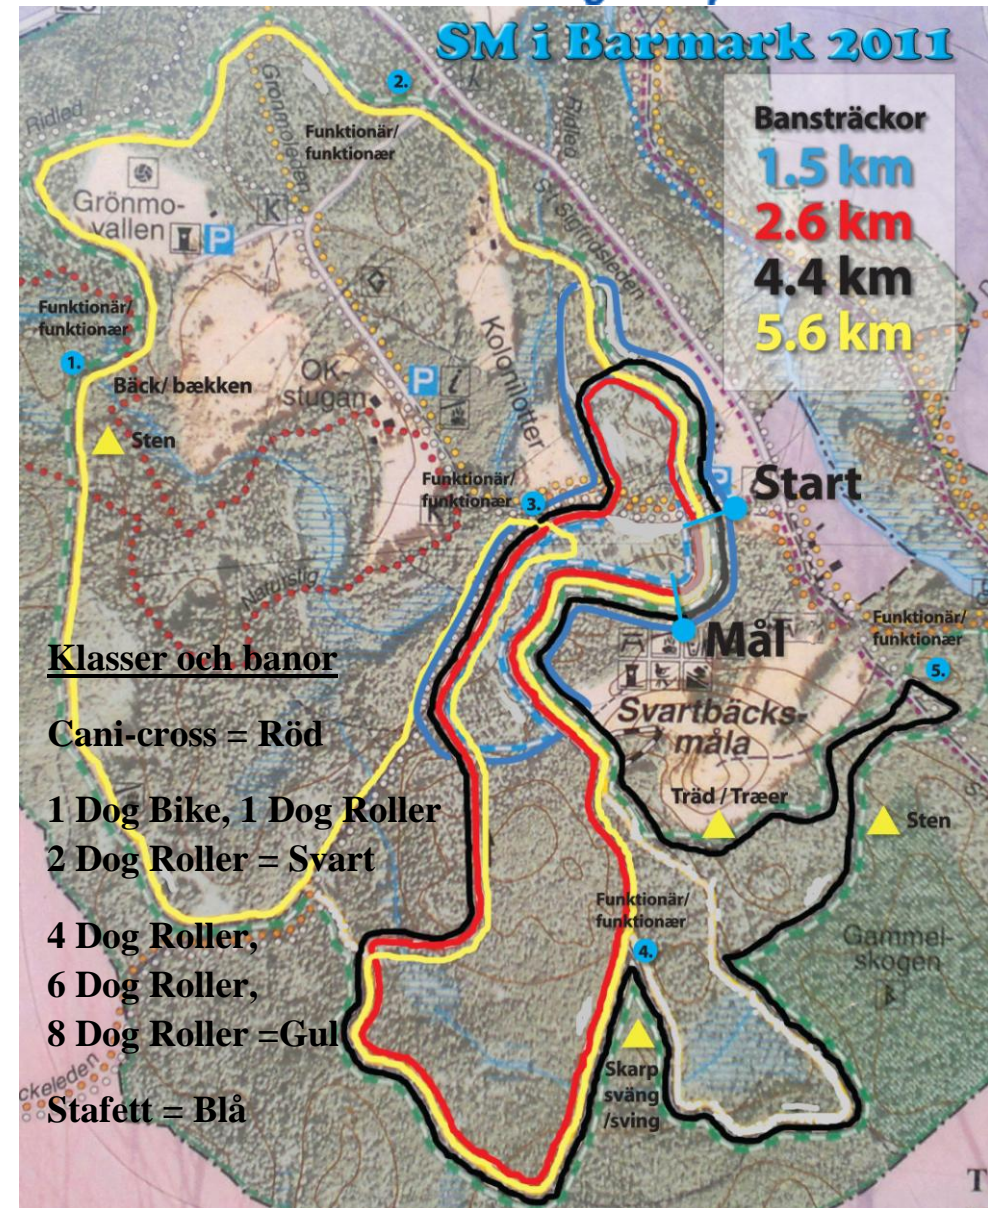 SM i Barmark 2011
Bansträckor
1.5 km
2.6 km
4.4 km
5.6 km
2.
Funktionär/
funktionær
Ridled
Grönmoleden
Ridled
S:t Sigfridsleden
Grönmo-
vallen
P
K
Funktionär/
funktionær
1.
Bäck/ bækken
Sten
OK-
stugan
P
i
Kolonilotter
Funktionär/
funktionær
3.
K
P
Start
Naturstig
Mål
Funktionär/
funktionær
5.
Svartbäcks-
måla
Träd / Træer
Sten
Klasser och banor
Cani-cross = Röd
1 Dog Bike, 1 Dog Roller
2 Dog Roller = Svart
4 Dog Roller,
6 Dog Roller,
8 Dog Roller =Gul
Stafett = Blå
Funktionär/
funktionær
4.
Gammel-
skogen
Skarp
sväng
/sving
ckeleden
T